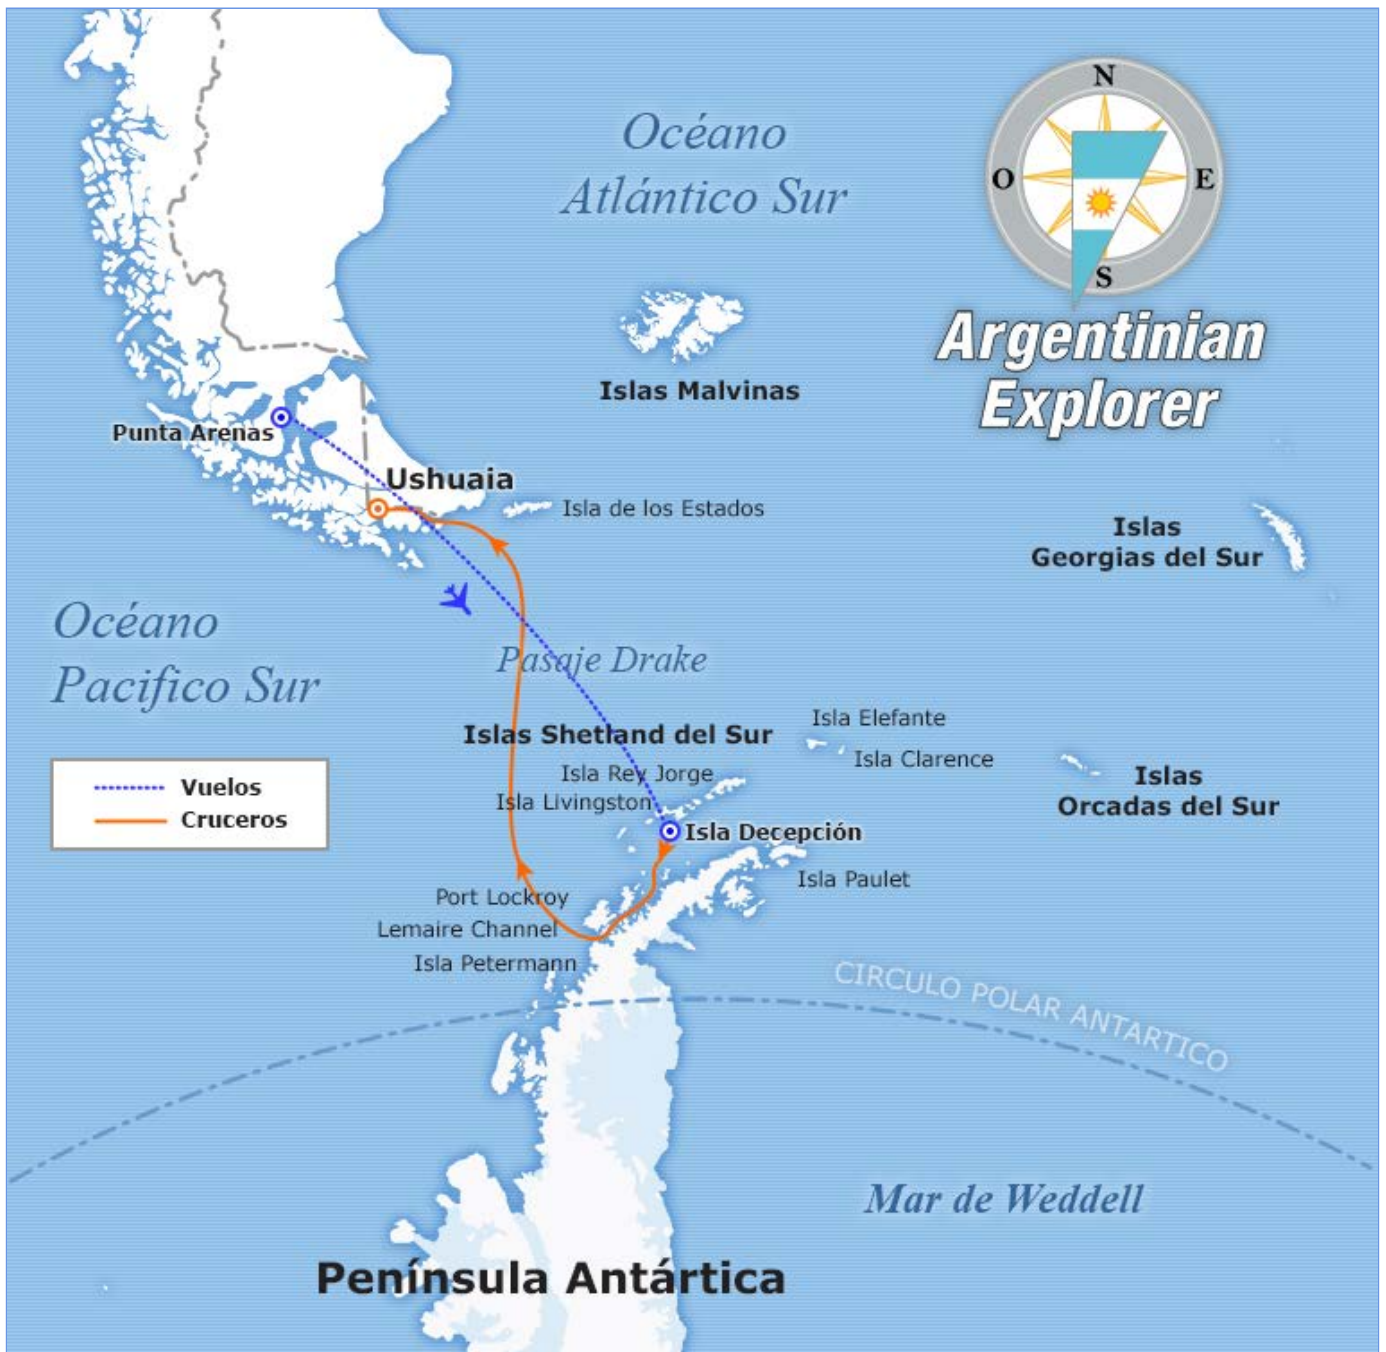 N
O
E
S
Argentinian
Explorer
Océano
Atlántico Sur
Islas Malvinas
Punta Arenas
Ushuaia
Isla de los Estados
Islas
Georgias del Sur
Océano
Pacifico Sur
Pasaje Drake
Islas Shetland del Sur
Isla Elefante
Isla Clarence
Isla Rey Jorge
Isla Livingston
Islas
Orcadas del Sur
Vuelos
Cruceros
Isla Decepción
Isla Paulet
Port Lockroy
Lemaire Channel
Isla Petermann
CIRCULO POLAR ANTARTICO
Mar de Weddell
Península Antártica